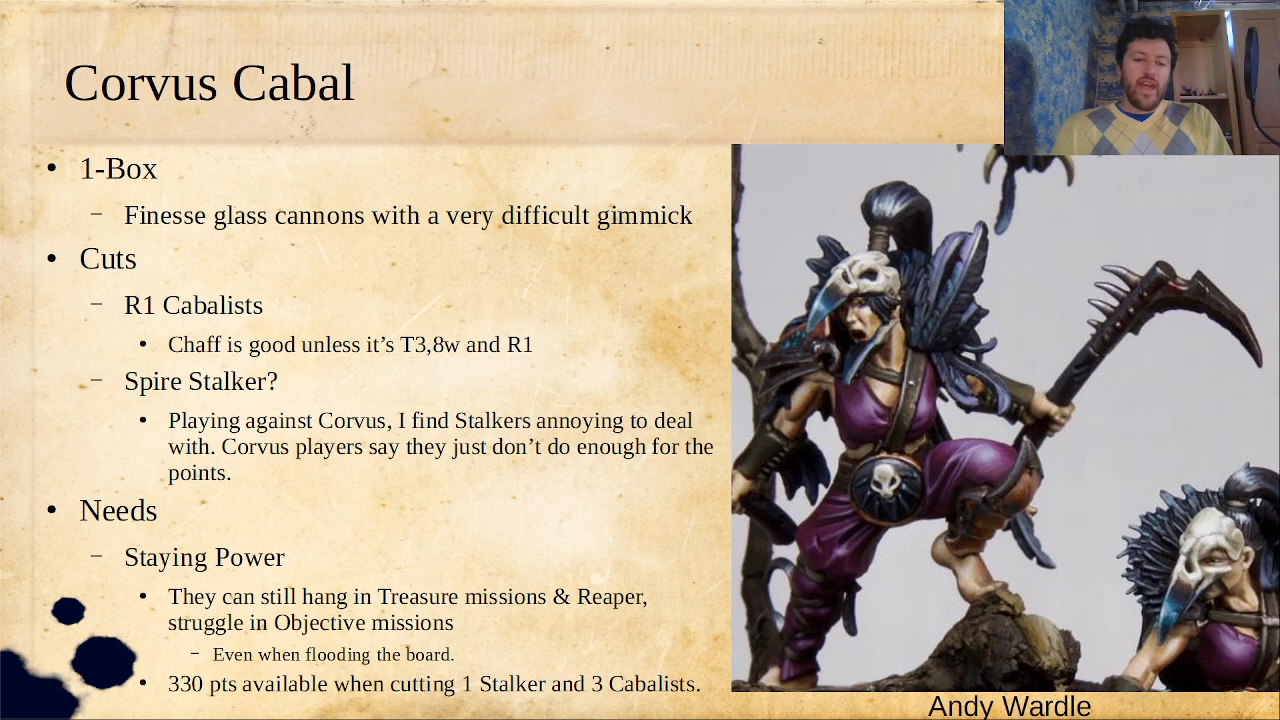 Corvus Cabal
• 1-Box
– Finesse glass cannons with a very difficult gimmick
• Cuts
– R1 Cabalists
• Chaff is good unless it’s T3,8w and R1
– Spire Stalker?
• Playing against Corvus, I find Stalkers annoying to deal
with. Corvus players say they just don’t do enough for the
points.
• Needs
– Staying Power
• They can still hang in Treasure missions & Reaper,
struggle in Objective missions
– Even when flooding the board.
• 330 pts available when cutting 1 Stalker and 3 Cabalists.
Andy Wardle